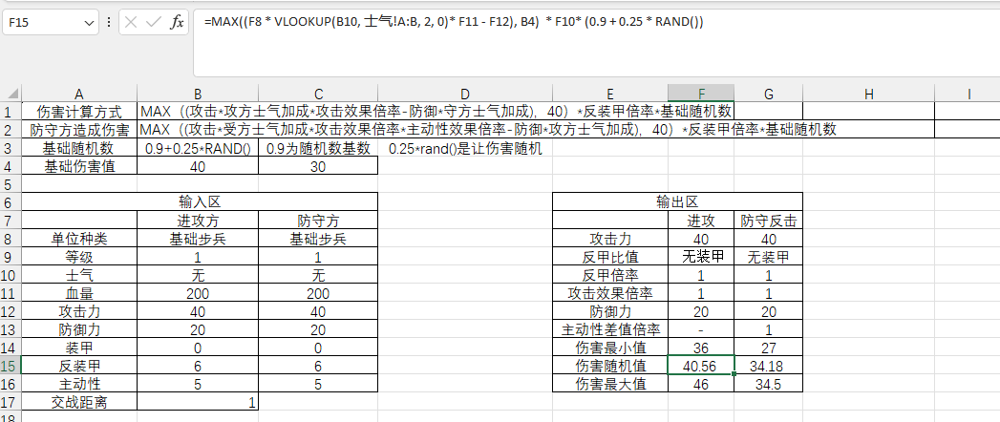 F15 fx =MAX((F8 * VLOOKUP(B10, 士气!A:B, 2, 0)* F11 - F12), B4) * F10* (0.9 + 0.25 * RAND())
A B C D E F G H I
1 伤害计算方式 MAX（(攻击*攻方士气加成*攻击效果倍率-防御*守方士气加成)，40）*反装甲倍率*基础随机数
2 防守方造成伤害 MAX（(攻击*受方士气加成*攻击效果倍率*主动性效果倍率-防御*攻方士气加成)，40）*反装甲倍率*基础随机数
3 基础随机数 0.9+0.25*RAND() 0.9为随机数基数 0.25*rand()是让伤害随机
4 基础伤害值 40 30
5
6 输入区 输出区
7 进攻方 防守方 进攻 防守反击
8 单位种类 基础步兵 基础步兵 攻击力 40 40
9 等级 1 1 反甲比值 无装甲 无装甲
10 士气 无 无 反甲倍率 1 1
11 血量 200 200 攻击效果倍率 1 1
12 攻击力 40 40 防御力 20 20
13 防御力 20 20 主动性差值倍率 - 1
14 装甲 0 0 伤害最小值 36 27
15 反装甲 6 6 伤害随机值 40.56 34.18
16 主动性 5 5 伤害最大值 46 34.5
17 交战距离 1
18